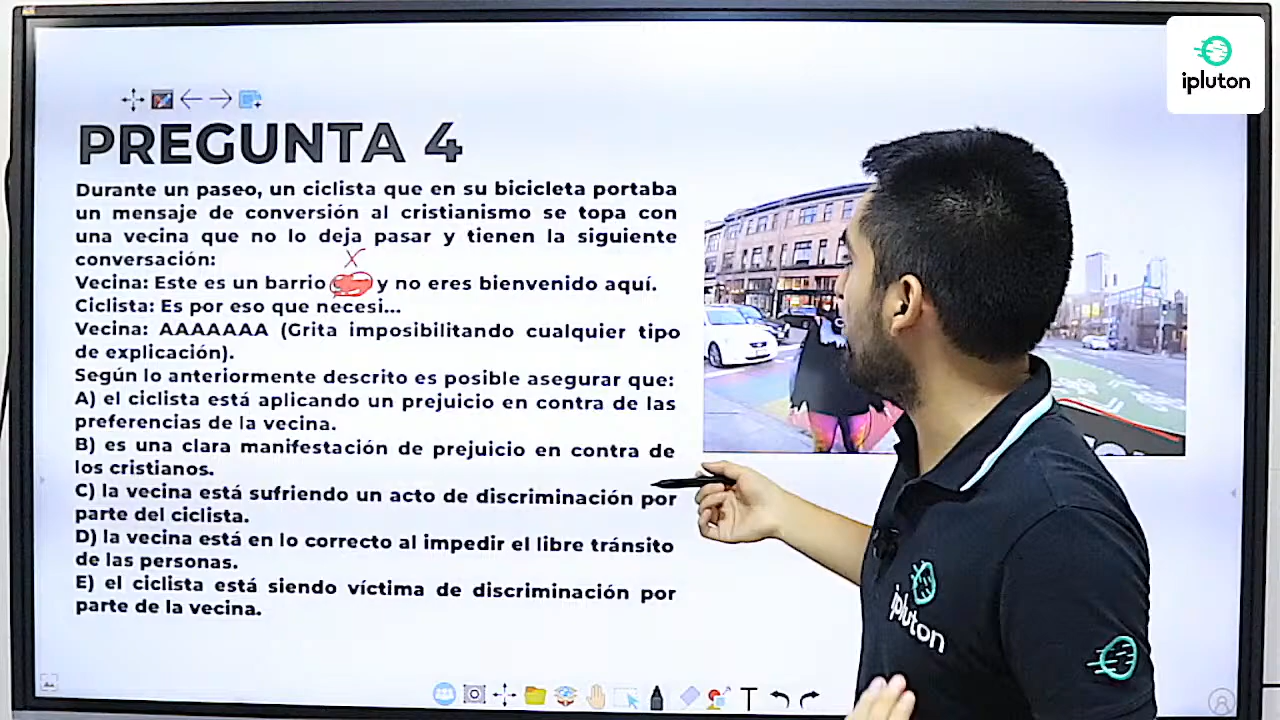 ipluton
PREGUNTA 4
Durante un paseo, un ciclista que en su bicicleta portaba
un mensaje de conversión al cristianismo se topa con
una vecina que no lo deja pasar y tienen la siguiente
conversación:
X
Vecina: Este es un barrio y no eres bienvenido aquí.
Ciclista: Es por eso que necesi...
Vecina: AAAAAAA (Grita imposibilitando cualquier tipo
de explicación).
Según lo anteriormente descrito es posible asegurar que:
A) el ciclista está aplicando un prejuicio en contra de las
preferencias de la vecina.
B) es una clara manifestación de prejuicio en contra de
los cristianos.
C) la vecina está sufriendo un acto de discriminación por
parte del ciclista.
D) la vecina está en lo correcto al impedir el libre tránsito
de las personas.
E) el ciclista está siendo víctima de discriminación por
parte de la vecina.
ipluton
T